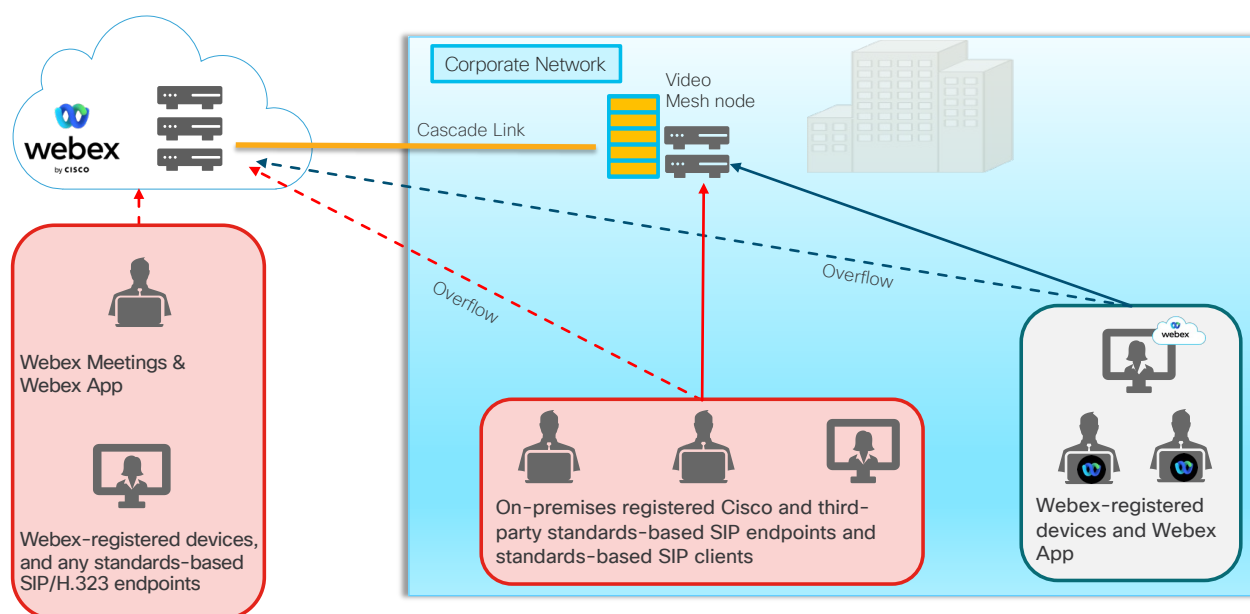 webex
by CISCO
Corporate Network
Video
Mesh node
Cascade Link
Overflow
Overflow
Webex Meetings &
Webex App
Webex-registered devices,
and any standards-based
SIP/H.323 endpoints
On-premises registered Cisco and third-
party standards-based SIP endpoints and
standards-based SIP clients
webex
Webex-registered
devices and Webex
App